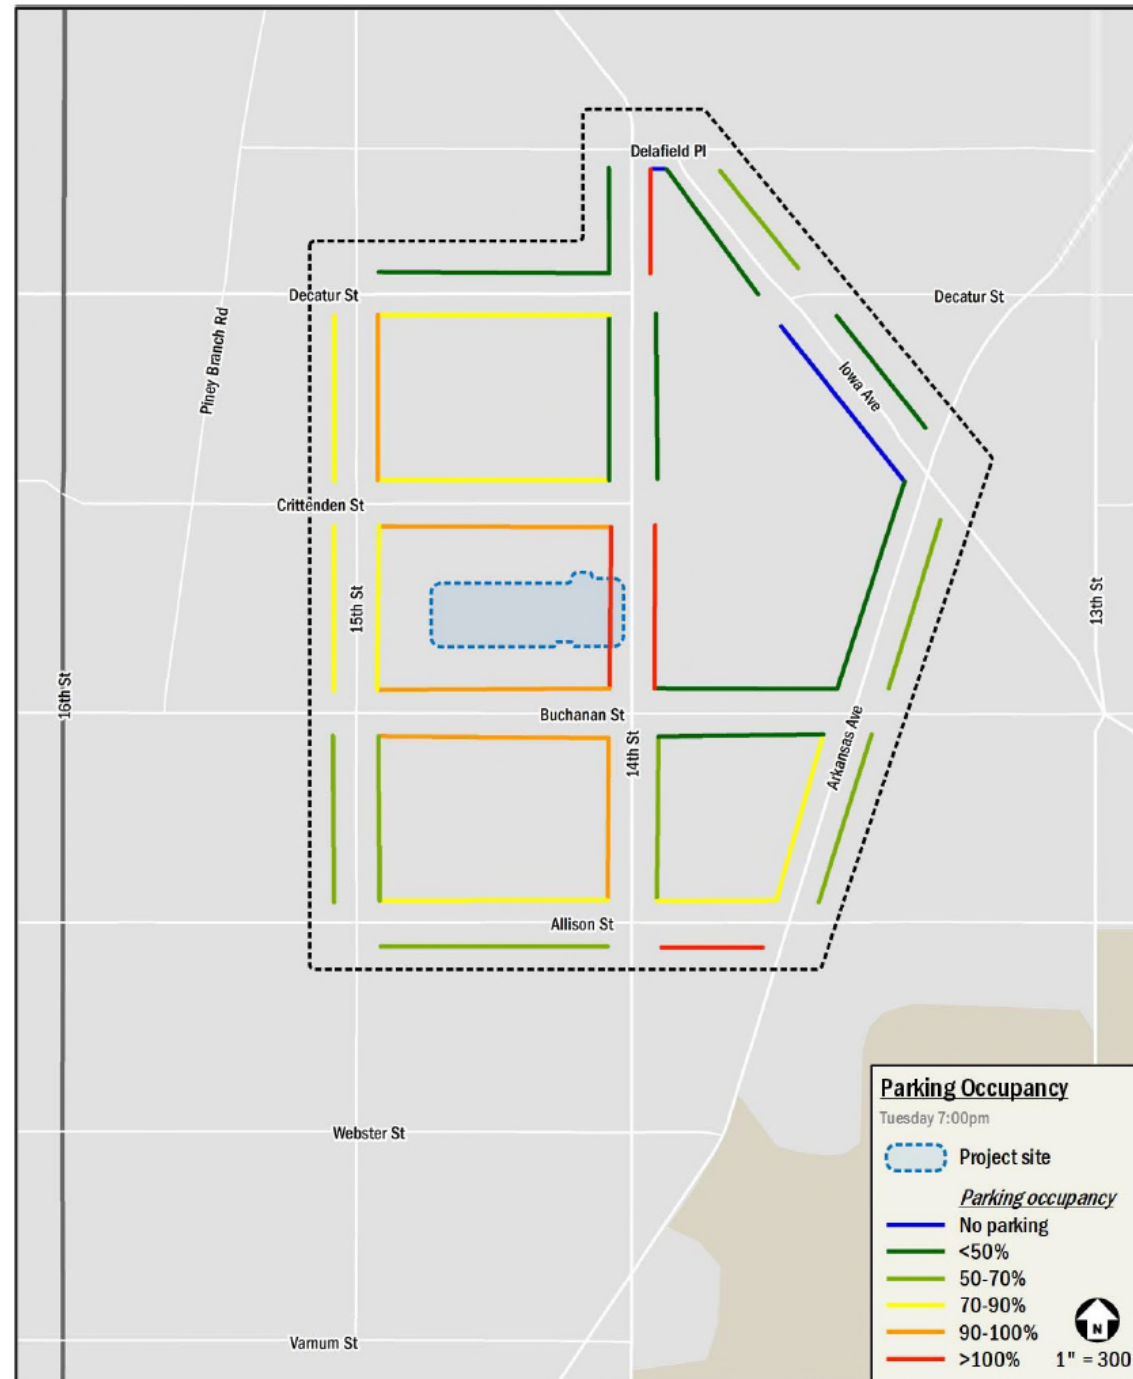 Delafield Pl
Decatur St
Decatur St
Piney Branch Rd
Iowa Ave
Crittenden St
15th St
13th St
16th St
Buchanan St
14th St
Arkansas Ave
Allison St
Webster St
Varnum St
Parking Occupancy
Tuesday 7:00pm
Project site
Parking occupancy
No parking
<50%
50-70%
70-90%
90-100%
>100%
N
1" = 300